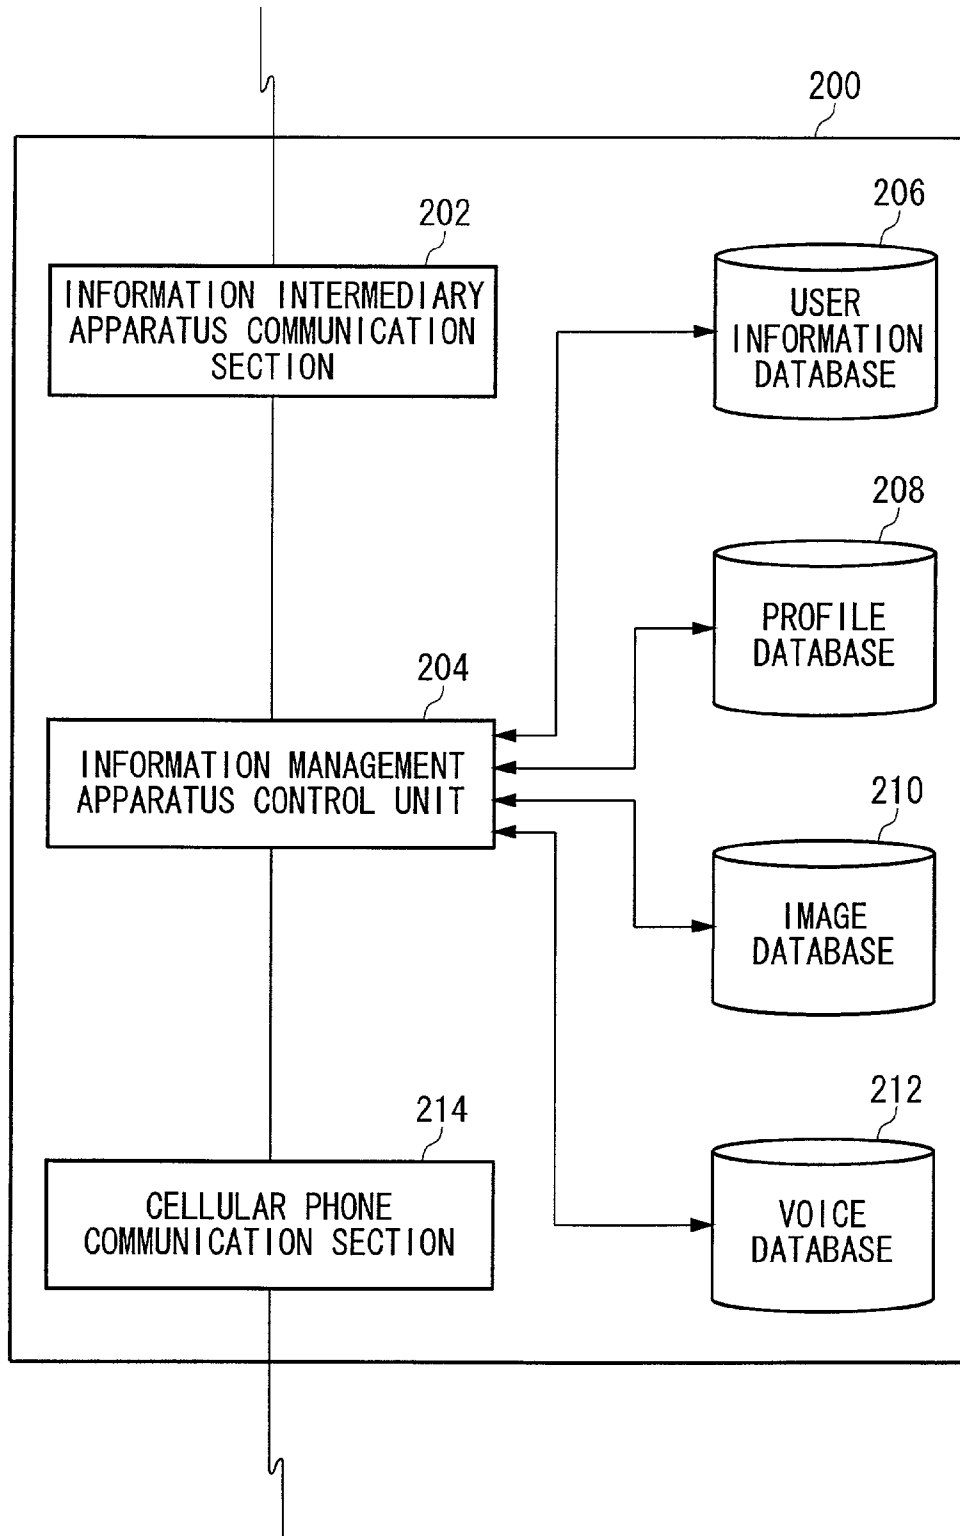 200
202
INFORMATION INTERMEDIARY
APPARATUS COMMUNICATION
SECTION
206
USER
INFORMATION
DATABASE
208
PROFILE
DATABASE
204
INFORMATION MANAGEMENT
APPARATUS CONTROL UNIT
210
IMAGE
DATABASE
214
CELLULAR PHONE
COMMUNICATION SECTION
212
VOICE
DATABASE